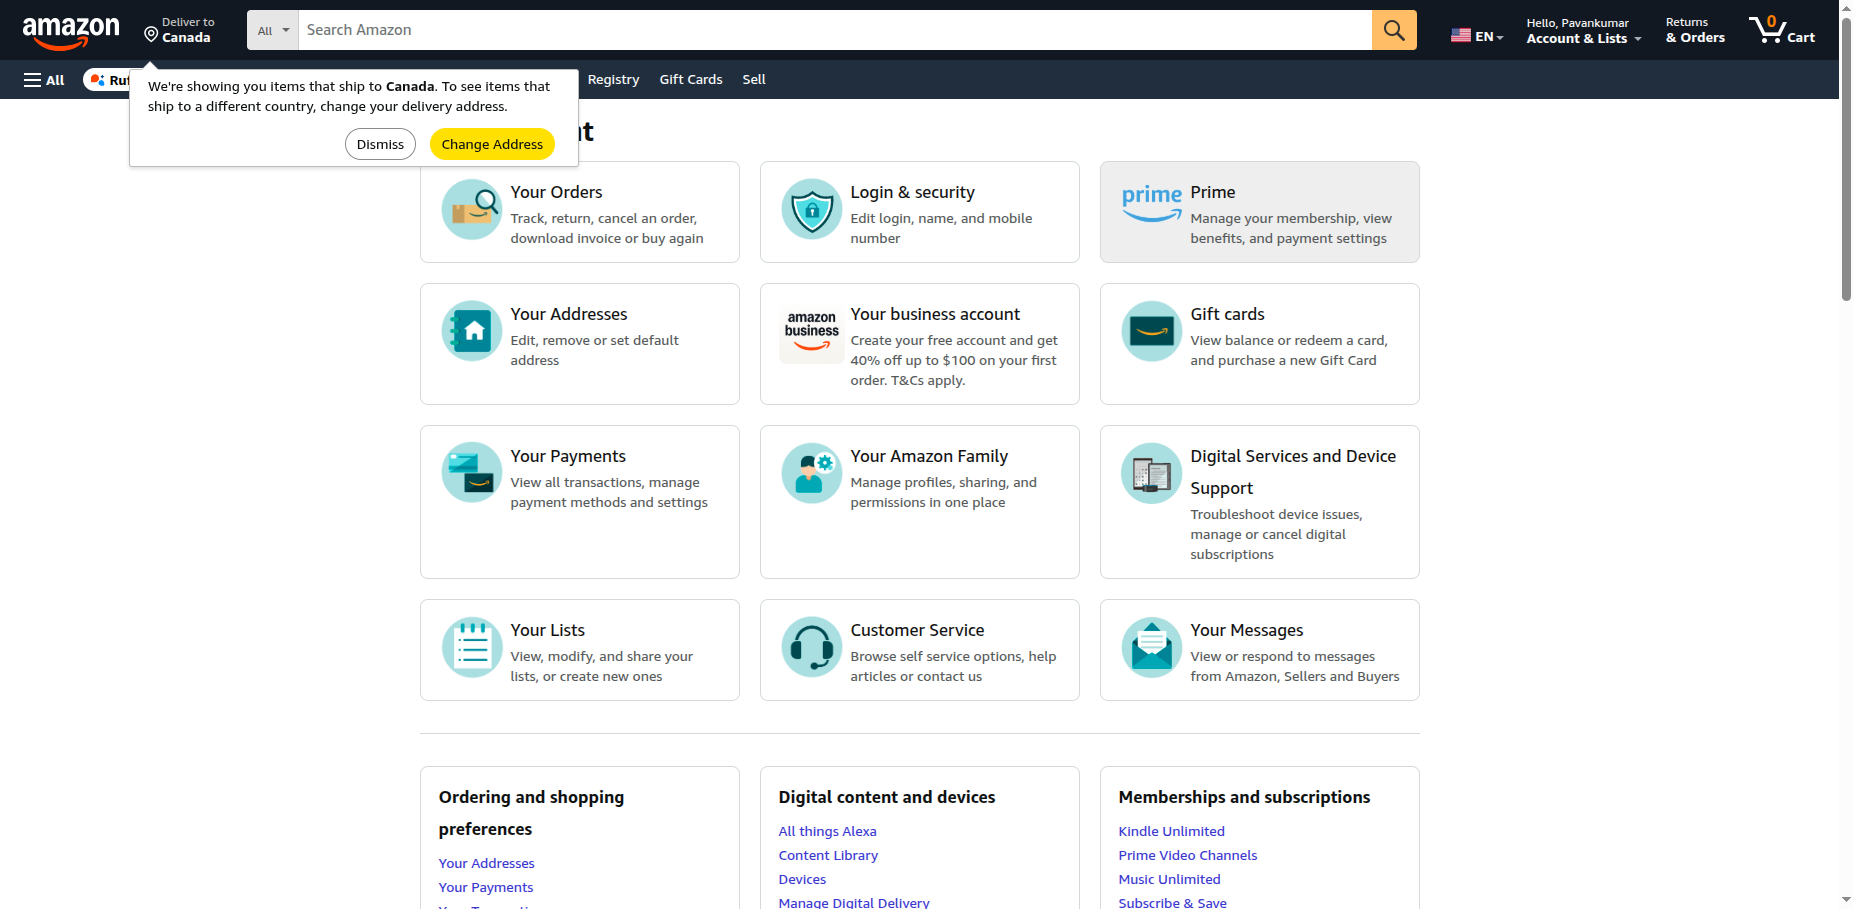 amazon
Deliver to
Canada
All
Search Amazon
EN
Hello, Pavankumar
Account & Lists
Returns
& Orders
0
Cart
All
Registry
Gift Cards
Sell
We're showing you items that ship to Canada. To see items that
ship to a different country, change your delivery address.
Dismiss
Change Address
Your Orders
Track, return, cancel an order,
download invoice or buy again
Login & security
Edit login, name, and mobile
number
prime
Prime
Manage your membership, view
benefits, and payment settings
Your Addresses
Edit, remove or set default
address
amazon
business
Your business account
Create your free account and get
40% off up to $100 on your first
order. T&Cs apply.
Gift cards
View balance or redeem a card,
and purchase a new Gift Card
Your Payments
View all transactions, manage
payment methods and settings
Your Amazon Family
Manage profiles, sharing, and
permissions in one place
Digital Services and Device
Support
Troubleshoot device issues,
manage or cancel digital
subscriptions
Your Lists
View, modify, and share your
lists, or create new ones
Customer Service
Browse self service options, help
articles or contact us
Your Messages
View or respond to messages
from Amazon, Sellers and Buyers
Ordering and shopping
preferences
Your Addresses
Your Payments
Digital content and devices
All things Alexa
Content Library
Devices
Manage Digital Delivery
Memberships and subscriptions
Kindle Unlimited
Prime Video Channels
Music Unlimited
Subscribe & Save